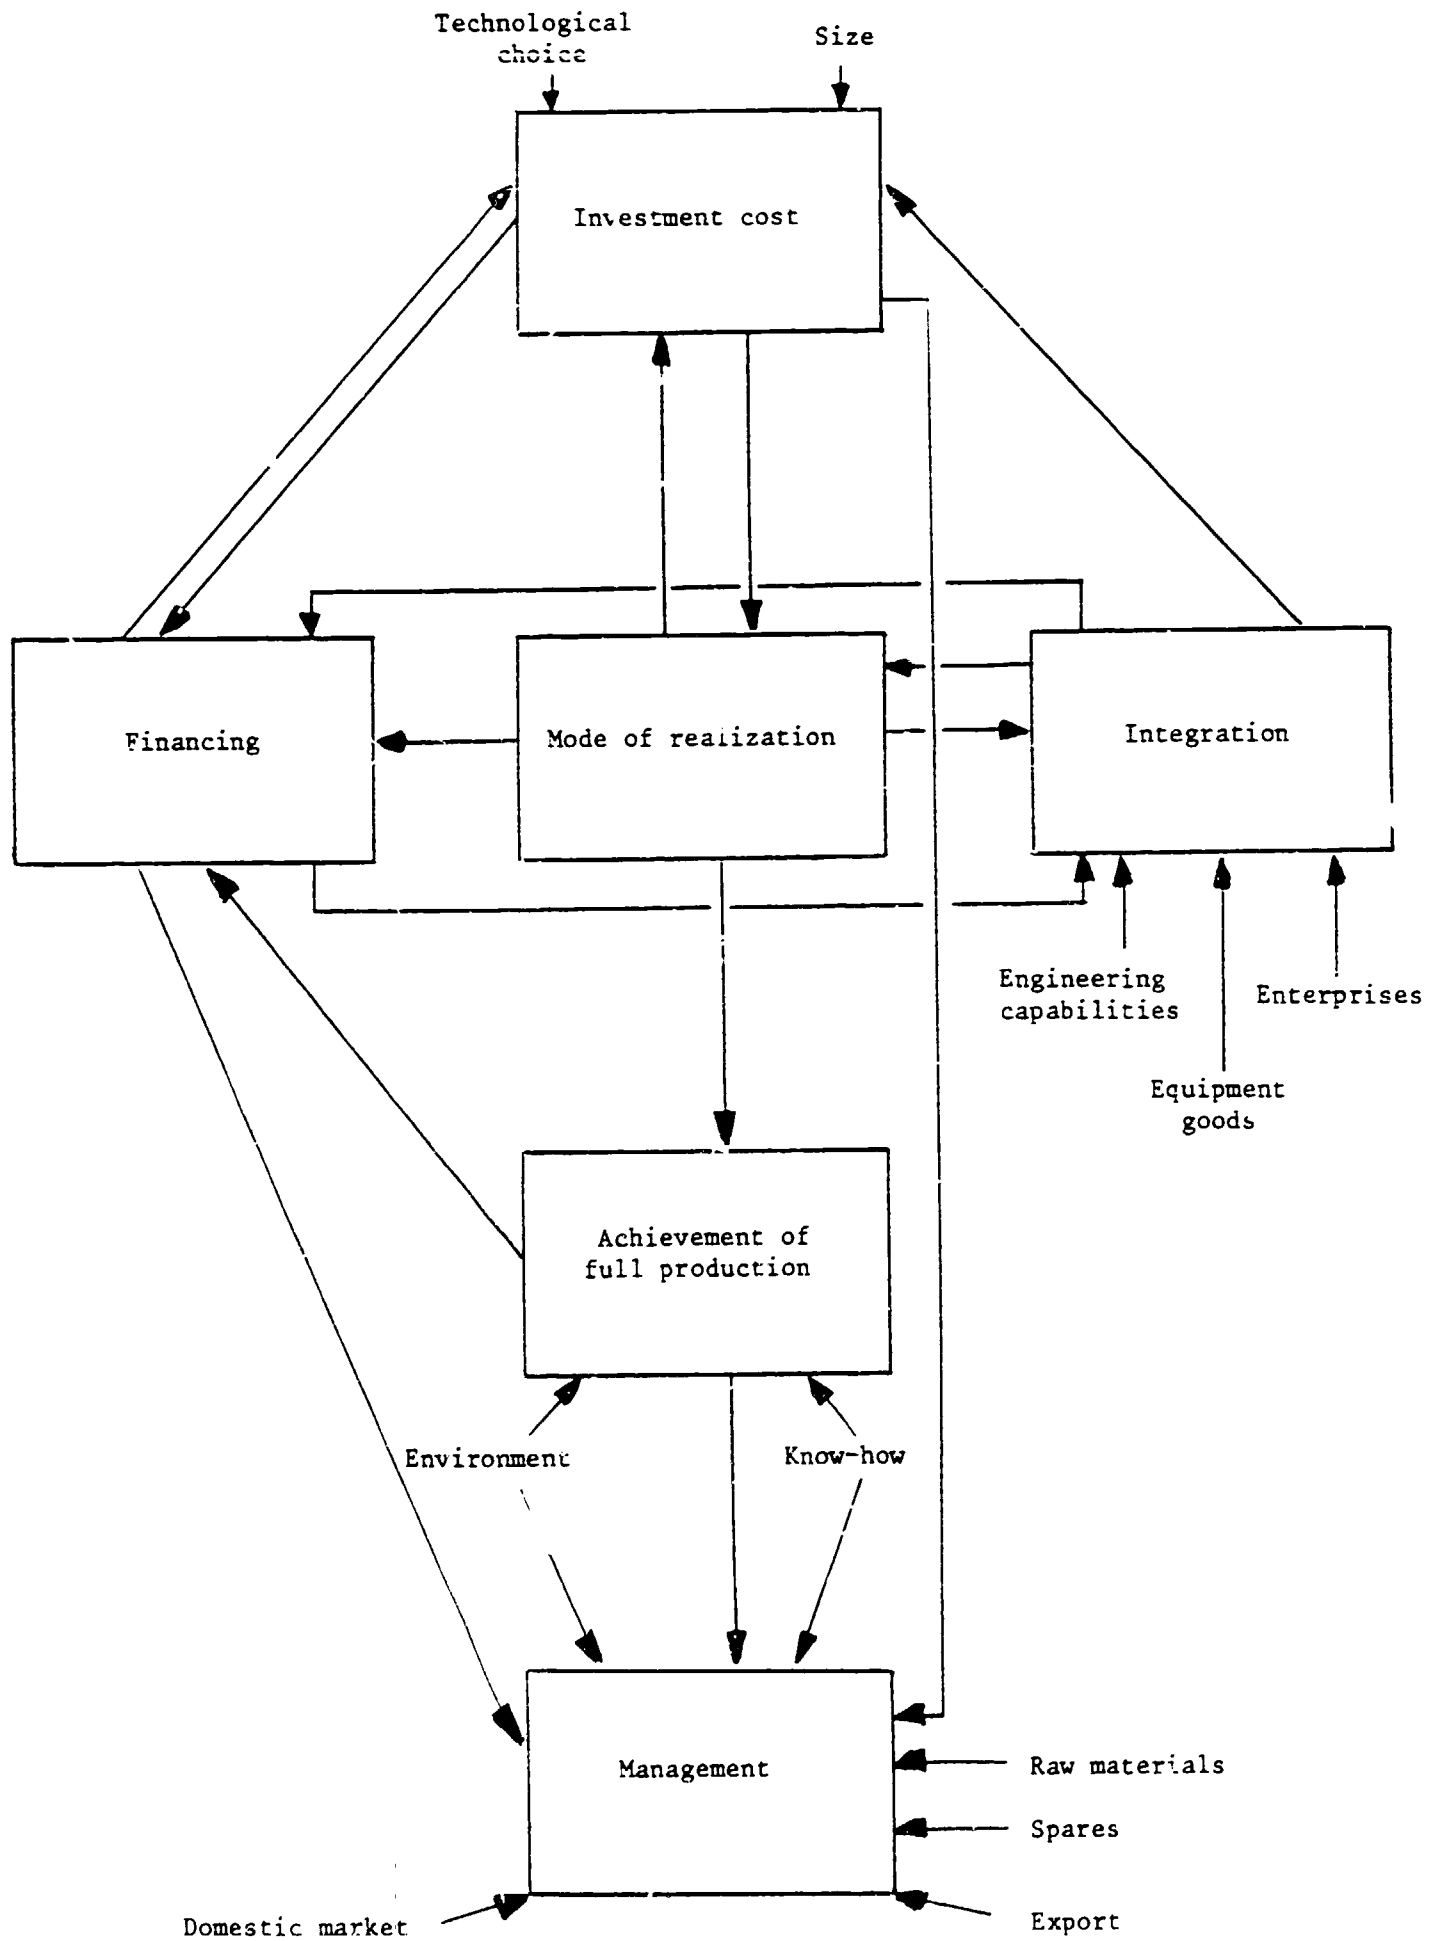 Technological
choice
Size
Investment cost
Financing
Mode of realization
Integration
Engineering
capabilities
Enterprises
Equipment
goods
Achievement of
full production
Environment
Know-how
Management
Raw materials
Spares
Domestic market
Export